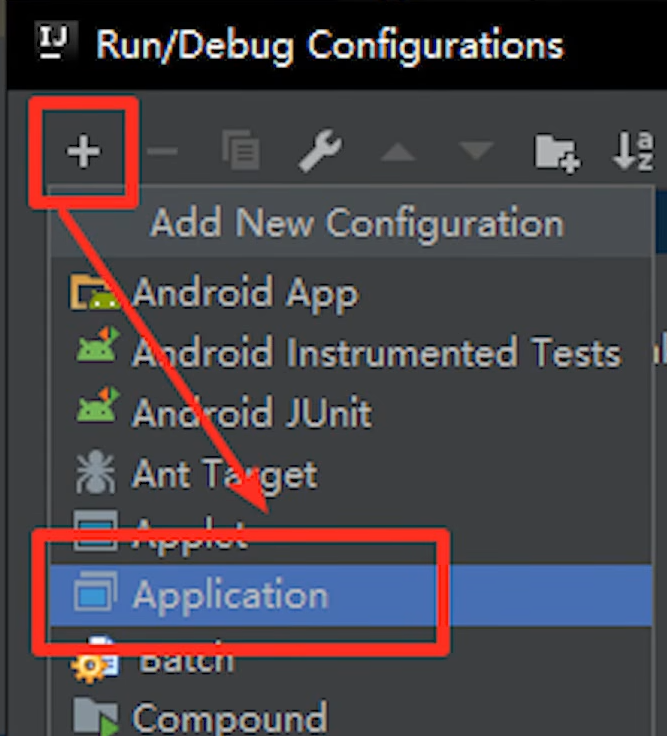 IJ
Run/Debug Configurations
Add New Configuration
Android App
Android Instrumented Tests
Android JUnit
Ant Target
Applet
Application
Batch
Compound